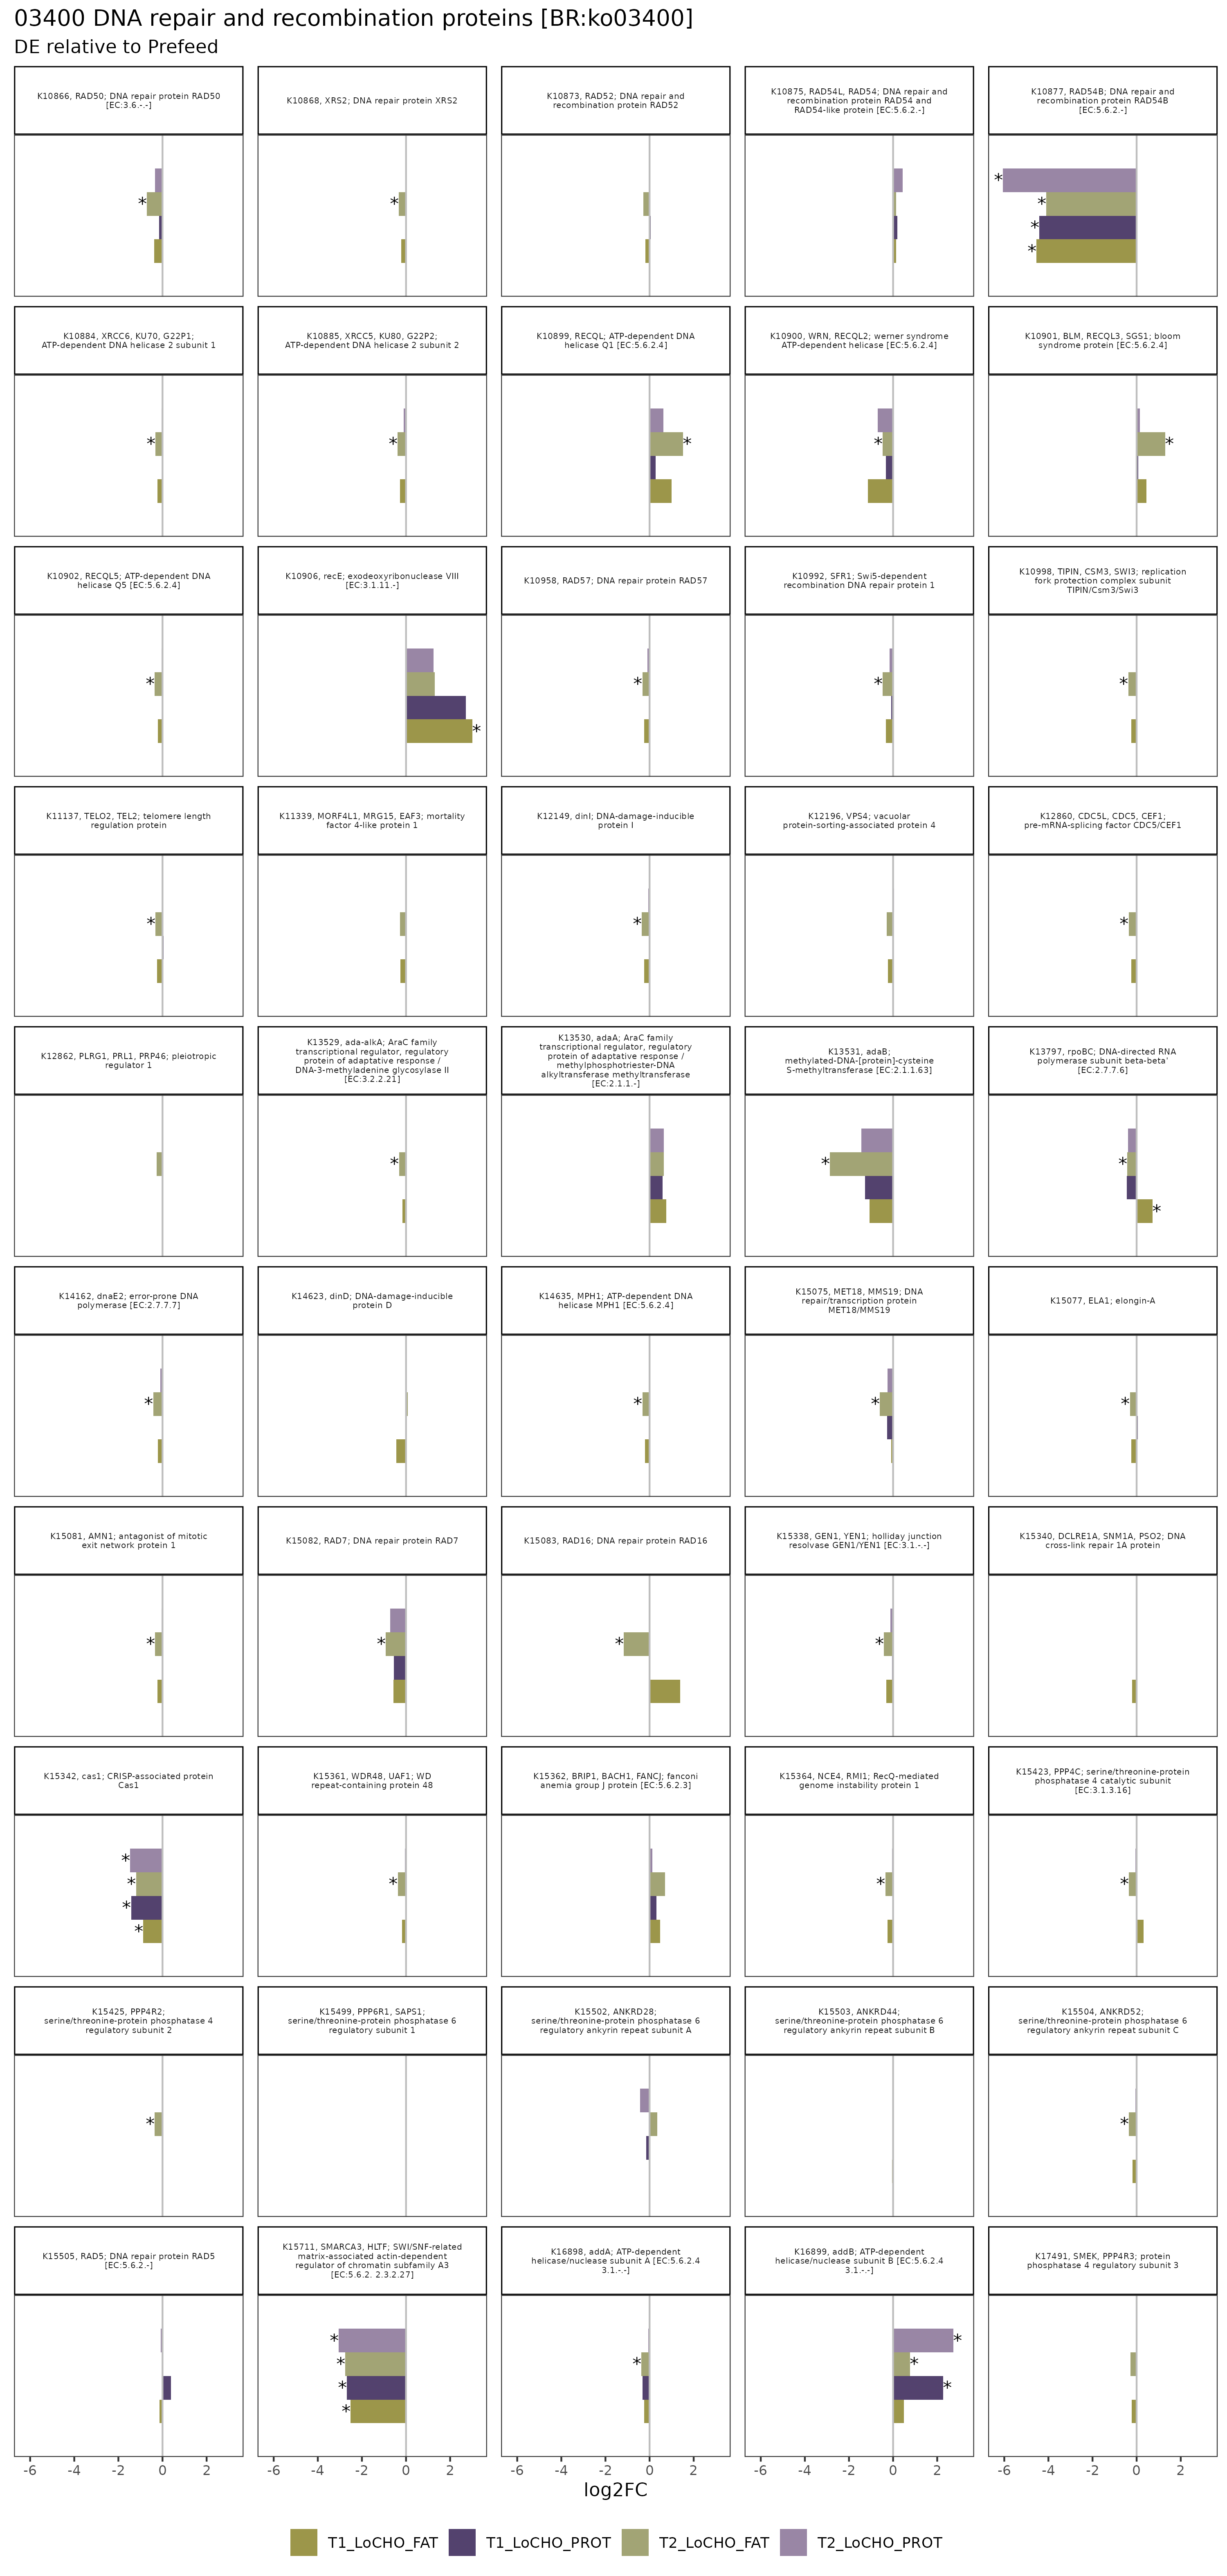 03400 DNA repair and recombination proteins [BR:ko03400]
DE relative to Prefeed
K10866, RAD50; DNA repair protein RAD50
[EC:3.6.-.-]
K10868, XRS2; DNA repair protein XRS2
K10873, RAD52; DNA repair and
recombination protein RAD52
K10875, RAD54L, RAD54; DNA repair and
recombination protein RAD54 and
RAD54-like protein [EC:5.6.2.-]
K10877, RAD54B; DNA repair and
recombination protein RAD54B
[EC:5.6.2.-]
*
*
*
*
*
*
K10884, XRCC6, KU70, G22P1;
ATP-dependent DNA helicase 2 subunit 1
K10885, XRCC5, KU80, G22P2;
ATP-dependent DNA helicase 2 subunit 2
K10899, RECQL; ATP-dependent DNA
helicase Q1 [EC:5.6.2.4]
K10900, WRN, RECQL2; werner syndrome
ATP-dependent helicase [EC:5.6.2.4]
K10901, BLM, RECQL3, SGS1; bloom
syndrome protein [EC:5.6.2.4]
*
*
*
*
*
K10902, RECQL5; ATP-dependent DNA
helicase Q5 [EC:5.6.2.4]
K10906, recE; exodeoxyribonuclease VIII
[EC:3.1.11.-]
K10958, RAD57; DNA repair protein RAD57
K10992, SFR1; Swi5-dependent
recombination DNA repair protein 1
K10998, TIPIN, CSM3, SWI3; replication
fork protection complex subunit
TIPIN/Csm3/Swi3
*
*
*
*
*
K11137, TELO2, TEL2; telomere length
regulation protein
K11339, MORF4L1, MRG15, EAF3; mortality
factor 4-like protein 1
K12149, dinI; DNA-damage-inducible
protein I
K12196, VPS4; vacuolar
protein-sorting-associated protein 4
K12860, CDC5L, CDC5, CEF1;
pre-mRNA-splicing factor CDC5/CEF1
*
*
*
K12862, PLRG1, PRL1, PRP46; pleiotropic
regulator 1
K13529, ada-alkA; AraC family
transcriptional regulator, regulatory
protein of adaptative response /
DNA-3-methyladenine glycosylase II
[EC:3.2.2.21]
K13530, adaA; AraC family
transcriptional regulator, regulatory
protein of adaptative response /
methylphosphotriester-DNA
alkyltransferase methyltransferase
[EC:2.1.1.-]
K13531, adaB;
methylated-DNA-[protein]-cysteine
S-methyltransferase [EC:2.1.1.63]
K13797, rpoBC; DNA-directed RNA
polymerase subunit beta-beta'
[EC:2.7.7.6]
*
*
*
*
K14162, dnaE2; error-prone DNA
polymerase [EC:2.7.7.7]
K14623, dinD; DNA-damage-inducible
protein D
K14635, MPH1; ATP-dependent DNA
helicase MPH1 [EC:5.6.2.4]
K15075, MET18, MMS19; DNA
repair/transcription protein
MET18/MMS19
K15077, ELA1; elongin-A
*
*
*
*
K15081, AMN1; antagonist of mitotic
exit network protein 1
K15082, RAD7; DNA repair protein RAD7
K15083, RAD16; DNA repair protein RAD16
K15338, GEN1, YEN1; holliday junction
resolvase GEN1/YEN1 [EC:3.1.-.-]
K15340, DCLRE1A, SNM1A, PSO2; DNA
cross-link repair 1A protein
*
*
*
*
K15342, cas1; CRISP-associated protein
Cas1
K15361, WDR48, UAF1; WD
repeat-containing protein 48
K15362, BRIP1, BACH1, FANCJ; fanconi
anemia group J protein [EC:5.6.2.3]
K15364, NCE4, RMI1; RecQ-mediated
genome instability protein 1
K15423, PPP4C; serine/threonine-protein
phosphatase 4 catalytic subunit
[EC:3.1.3.16]
*
*
*
*
*
*
*
K15425, PPP4R2;
serine/threonine-protein phosphatase 4
regulatory subunit 2
K15499, PPP6R1, SAPS1;
serine/threonine-protein phosphatase 6
regulatory subunit 1
K15502, ANKRD28;
serine/threonine-protein phosphatase 6
regulatory ankyrin repeat subunit A
K15503, ANKRD44;
serine/threonine-protein phosphatase 6
regulatory ankyrin repeat subunit B
K15504, ANKRD52;
serine/threonine-protein phosphatase 6
regulatory ankyrin repeat subunit C
*
*
K15505, RAD5; DNA repair protein RAD5
[EC:5.6.2.-]
K15711, SMARCA3, HLTF; SWI/SNF-related
matrix-associated actin-dependent
regulator of chromatin subfamily A3
[EC:5.6.2. 2.3.2.27]
K16898, addA; ATP-dependent
helicase/nuclease subunit A [EC:5.6.2.4
3.1.-.-]
K16899, addB; ATP-dependent
helicase/nuclease subunit B [EC:5.6.2.4
3.1.-.-]
K17491, SMEK, PPP4R3; protein
phosphatase 4 regulatory subunit 3
*
*
*
*
*
*
*
*
-6 -4 -2 0 2
-6 -4 -2 0 2
-6 -4 -2 0 2
-6 -4 -2 0 2
-6 -4 -2 0 2
log2FC
T1_LoCHO_FAT T1_LoCHO_PROT T2_LoCHO_FAT T2_LoCHO_PROT